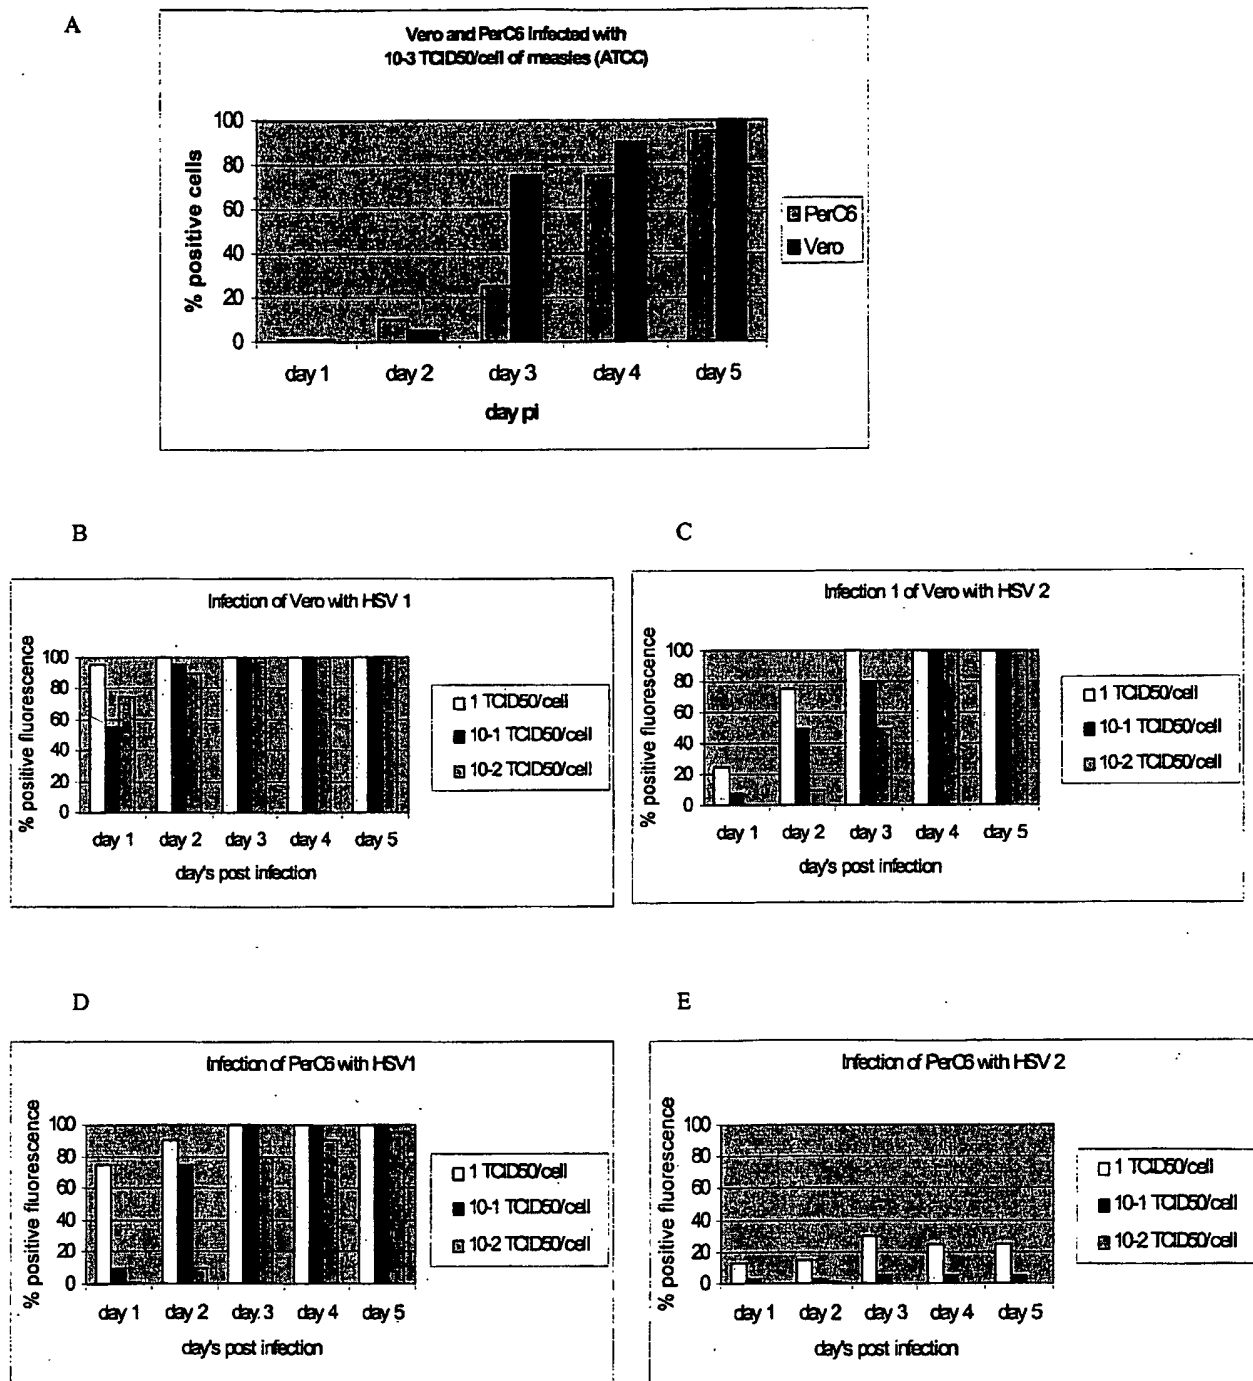 A
Vero and PerC6 Infected with
10-3 TCID50/cell of measles (ATCC)
% positive cells
100
80
60
40
20
0
day 1 day 2 day 3 day 4 day 5
day pi
PerC6
Vero
B
Infection of Vero with HSV 1
% positive fluorescence
100
80
60
40
20
0
day 1 day 2 day 3 day 4 day 5
day's post infection
1 TCID50/cell
10-1 TCID50/cell
10-2 TCID50/cell
C
Infection 1 of Vero with HSV 2
% positive fluorescence
100
80
60
40
20
0
day 1 day 2 day 3 day 4 day 5
day's post infection
1 TCID50/cell
10-1 TCID50/cell
10-2 TCID50/cell
D
Infection of PerC6 with HSV1
% positive fluorescence
100
80
60
40
20
0
day 1 day 2 day 3 day 4 day 5
day's post infection
1 TCID50/cell
10-1 TCID50/cell
10-2 TCID50/cell
E
Infection of PerC6 with HSV 2
% positive fluorescence
100
80
60
40
20
0
day 1 day 2 day 3 day 4 day 5
day's post infection
1 TCID50/cell
10-1 TCID50/cell
10-2 TCID50/cell